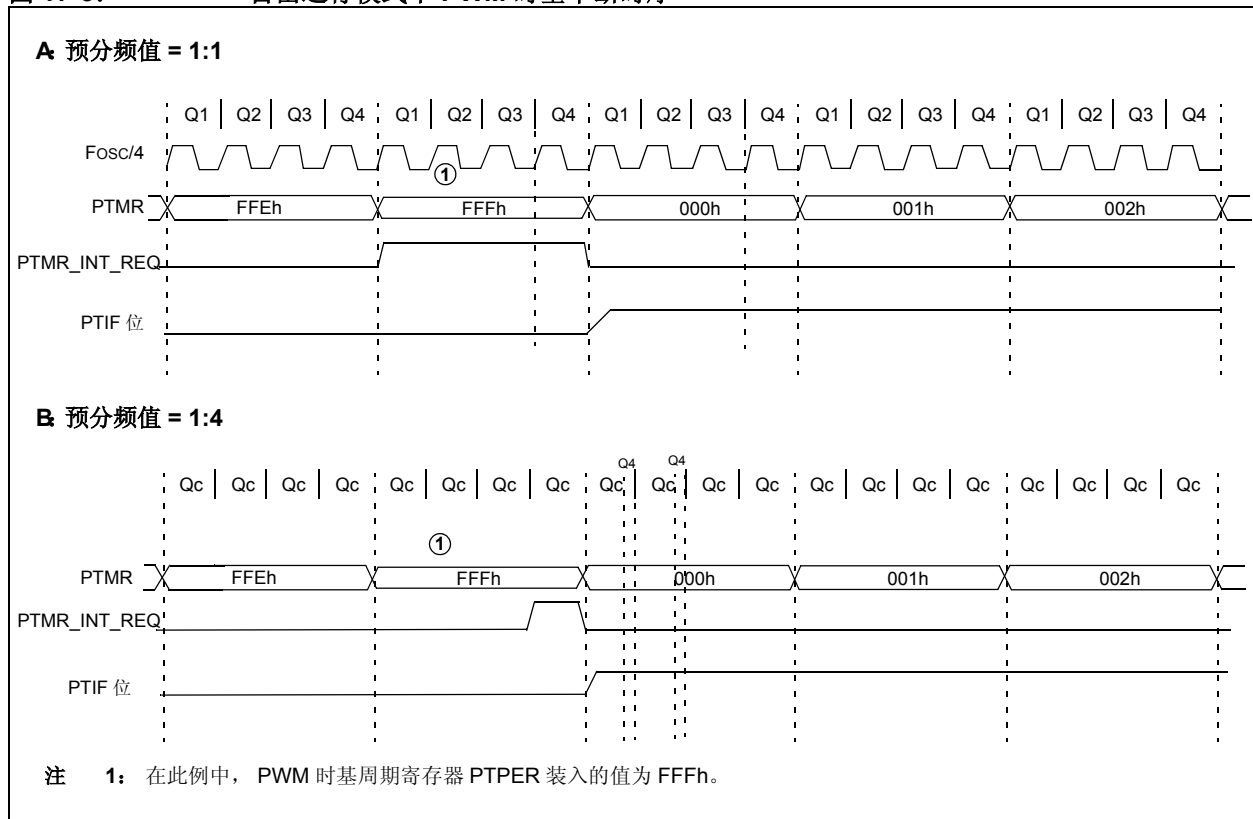 A: 预分频值 = 1:1
Q1 Q2 Q3 Q4 Q1 Q2 Q3 Q4 Q1 Q2 Q3 Q4 Q1 Q2 Q3 Q4 Q1 Q2 Q3 Q4
FOSC/4
1
PTMR FFEh FFFh 000h 001h 002h
PTMR_INT_REQ
PTIF 位
B: 预分频值 = 1:4
Q4 Q4
Qc Qc Qc Qc Qc Qc Qc Qc Qc Qc Qc Qc Qc Qc Qc Qc Qc Qc Qc Qc
1
PTMR FFEh FFFh 000h 001h 002h
PTMR_INT_REQ
PTIF 位
注 1: 在此例中, PWM 时基周期寄存器 PTPER 装入的值为 FFFh。